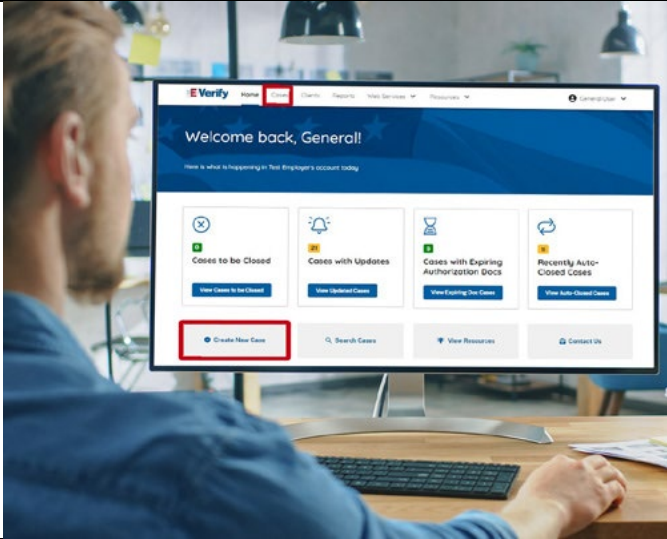 E Verify Home Cases Clients Reports Web Services Resources General User
Welcome back, General!
Here is what is happening in Test Employer's account today
21
Cases to be Closed Cases with Updates Cases with Expiring Authorization Docs Recently Auto-Closed Cases
View Cases to be Closed View Updated Cases View Expiring Doc Cases View Auto-Closed Cases
Create New Case Search Cases View Resources Contact Us